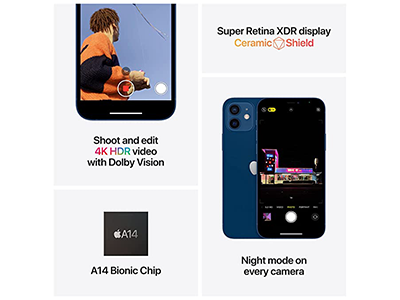 Shoot and edit
4K HDR video
with Dolby Vision
A14
A14 Bionic Chip
Super Retina XDR display
Ceramic Shield
Night mode on
every camera